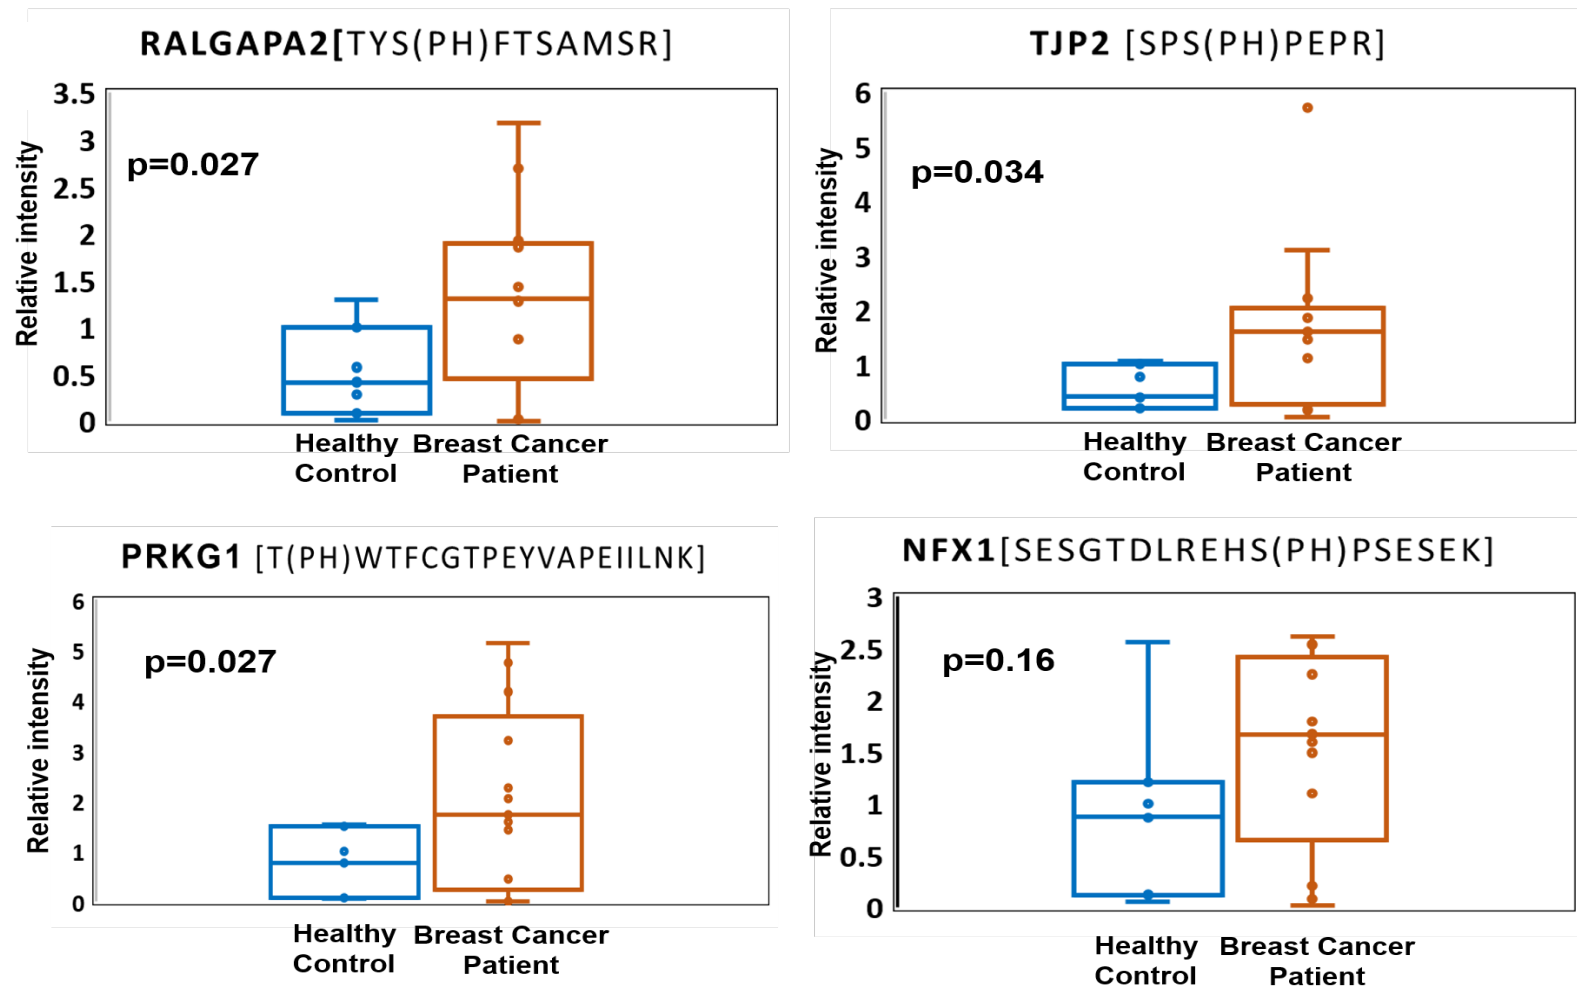 RALGAPA2[TYS(PH)FTSAMSR]
3.5
3
2.5
2
1.5
1
0.5
0
Relative intensity
p=0.027
Healthy Control
Breast Cancer Patient
TJP2 [SPS(PH)PEPR]
6
5
4
3
2
1
0
Relative intensity
p=0.034
Healthy Control
Breast Cancer Patient
PRKG1 [T(PH)WTFCGTPEYVAPEIILNK]
6
5
4
3
2
1
0
Relative intensity
p=0.027
Healthy Control
Breast Cancer Patient
NFX1[SESGTDLREHS(PH)PSESEK]
3
2.5
2
1.5
1
0.5
0
Relative intensity
p=0.16
Healthy Control
Breast Cancer Patient